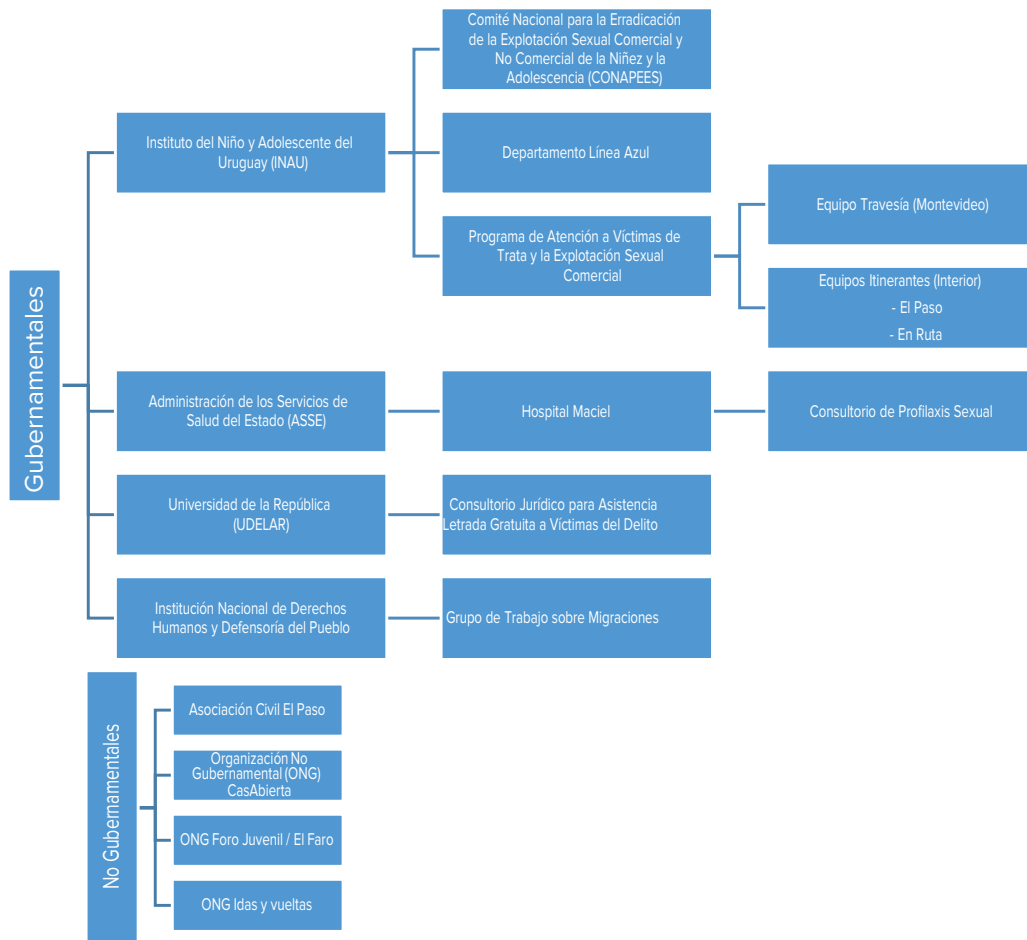 Gubernamentales
Instituto del Niño y Adolescente del
Uruguay (INAU)
Comité Nacional para la Erradicación
de la Explotación Sexual Comercial y
No Comercial de la Niñez y la
Adolescencia (CONAPEES)
Departamento Línea Azul
Programa de Atención a Víctimas de
Trata y la Explotación Sexual
Comercial
Equipo Travesía (Montevideo)
Equipos Itinerantes (Interior)
- El Paso
- En Ruta
Administración de los Servicios de
Salud del Estado (ASSE)
Hospital Maciel
Consultorio de Profilaxis Sexual
Universidad de la República
(UDELAR)
Consultorio Jurídico para Asistencia
Letrada Gratuita a Víctimas del Delito
Institución Nacional de Derechos
Humanos y Defensoría del Pueblo
Grupo de Trabajo sobre Migraciones
No Gubernamentales
Asociación Civil El Paso
Organización No
Gubernamental (ONG)
CasAbierta
ONG Foro Juvenil / El Faro
ONG Idas y vueltas